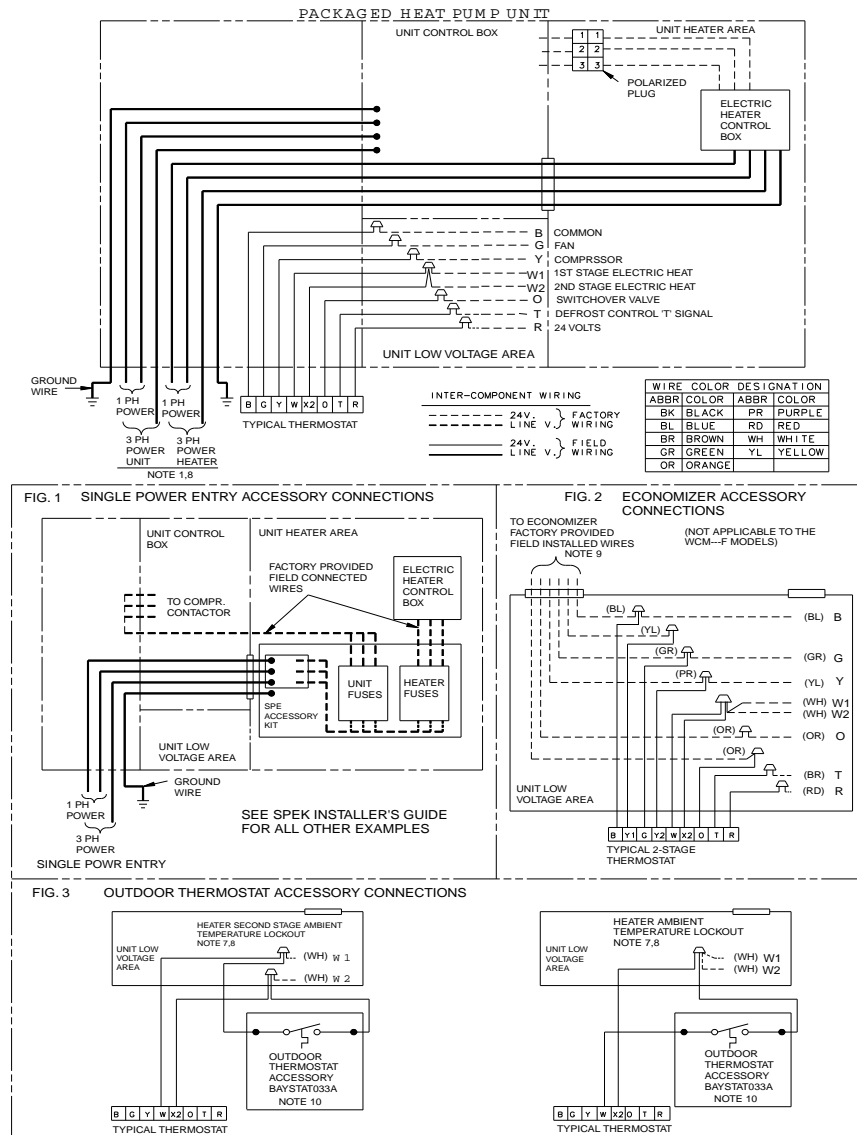 PACKAGED HEAT PUMP UNIT
UNIT CONTROL BOX
UNIT HEATER AREA
1 1
2 2
3 3
POLARIZED
PLUG
ELECTRIC
HEATER
CONTROL
BOX
B COMMON
G FAN
Y COMPRSSOR
W1 1ST STAGE ELECTRIC HEAT
W2 2ND STAGE ELECTRIC HEAT
O SWITCHOVER VALVE
T DEFROST CONTROL 'T' SIGNAL
R 24 VOLTS
UNIT LOW VOLTAGE AREA
GROUND
WIRE
1 PH
POWER
1 PH
POWER
3 PH
POWER
UNIT
3 PH
POWER
HEATER
NOTE 1,8
B G Y W X2 O T R
TYPICAL THERMOSTAT
INTER-COMPONENT WIRING
24V. FACTORY
LINE V. WIRING
24V. FIELD
LINE V. WIRING
WIRE COLOR DESIGNATION
ABBR COLOR ABBR COLOR
BK BLACK PR PURPLE
BL BLUE RD RED
BR BROWN WH WHITE
GR GREEN YL YELLOW
OR ORANGE
FIG. 1 SINGLE POWER ENTRY ACCESSORY CONNECTIONS
UNIT CONTROL
BOX
UNIT HEATER AREA
FACTORY PROVIDED
FIELD CONNECTED
WIRES
ELECTRIC
HEATER
CONTROL
BOX
TO COMPR.
CONTACTOR
UNIT
FUSES
HEATER
FUSES
SPE
ACCESSORY
KIT
UNIT LOW
VOLTAGE AREA
GROUND
WIRE
1 PH
POWER
3 PH
POWER
SINGLE POWR ENTRY
SEE SPEK INSTALLER'S GUIDE
FOR ALL OTHER EXAMPLES
FIG. 2 ECONOMIZER ACCESSORY
CONNECTIONS
TO ECONOMIZER
FACTORY PROVIDED
FIELD INSTALLED WIRES
NOTE 9
(NOT APPLICABLE TO THE
WCM---F MODELS)
(BL) (BL) B
(YL)
(GR) (GR) G
(PR) (YL) Y
(WH) W1
(WH) W2
(OR) (OR) O
(OR)
(BR) T
(RD) R
UNIT LOW
VOLTAGE AREA
B Y1 G Y2 W X2 O T R
TYPICAL 2-STAGE
THERMOSTAT
FIG. 3 OUTDOOR THERMOSTAT ACCESSORY CONNECTIONS
HEATER SECOND STAGE AMBIENT
TEMPERATURE LOCKOUT
NOTE 7,8
UNIT LOW
VOLTAGE
AREA
(WH) W 1
(WH) W 2
OUTDOOR
THERMOSTAT
ACCESSORY
BAYSTAT033A
NOTE 10
B G Y W X2 O T R
TYPICAL THERMOSTAT
HEATER AMBIENT
TEMPERATURE LOCKOUT
NOTE 7,8
UNIT LOW
VOLTAGE
AREA
(WH) W1
(WH) W2
OUTDOOR
THERMOSTAT
ACCESSORY
BAYSTAT033A
NOTE 10
B G Y W X2 O T R
TYPICAL THERMOSTAT